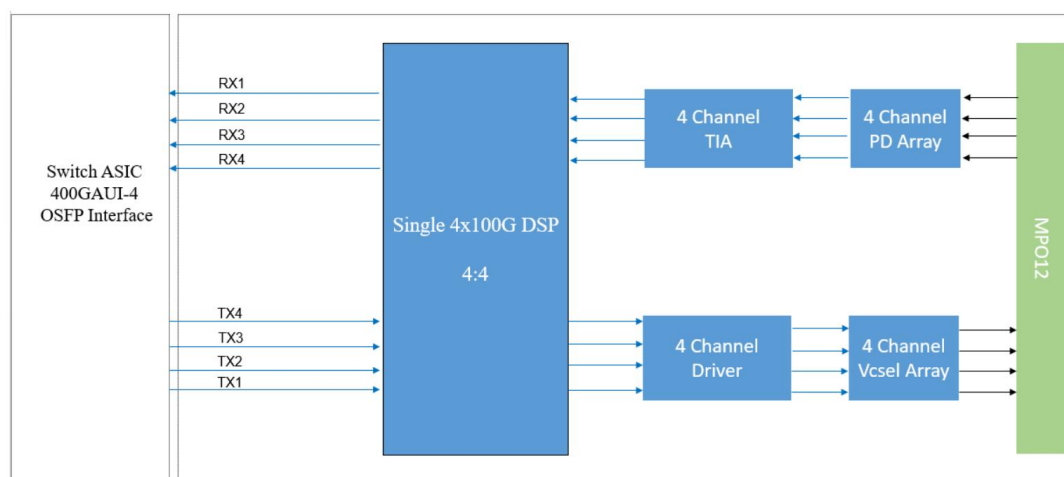 Switch ASIC
400GAUI-4
OSFP Interface
RX1
RX2
RX3
RX4
TX4
TX3
TX2
TX1
Single 4x100G DSP
4:4
4 Channel
TIA
4 Channel
PD Array
4 Channel
Driver
4 Channel
Vcsel Array
MPO12